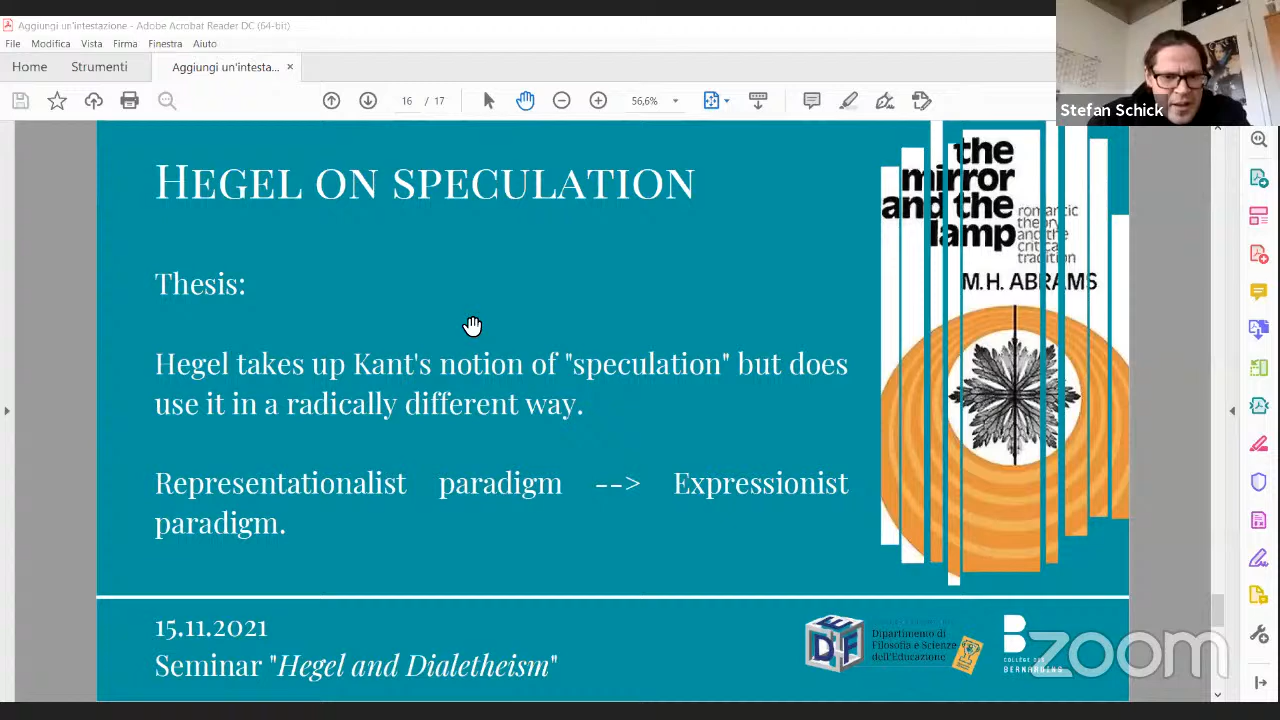 Aggiungi un'intestazione - Adobe Acrobat Reader DC (64-bit)
File Modifica Vista Firma Finestra Aiuto
Home Strumenti Aggiungi un'intesta... ×
16 / 17 56,6%
Stefan Schick
HEGEL ON SPECULATION
Thesis:
Hegel takes up Kant's notion of "speculation" but does
use it in a radically different way.
Representationalist paradigm --> Expressionist
paradigm.
the
mirror
and the
lamp
romantic
theory
and the
critical
tradition
M.H. ABRAMS
15.11.2021
Seminar "Hegel and Dialetheism"
Dipartimento di
Filosofia e Scienze
dell'Educazione
COLLÈGE DES
BERNARDINS
zoom